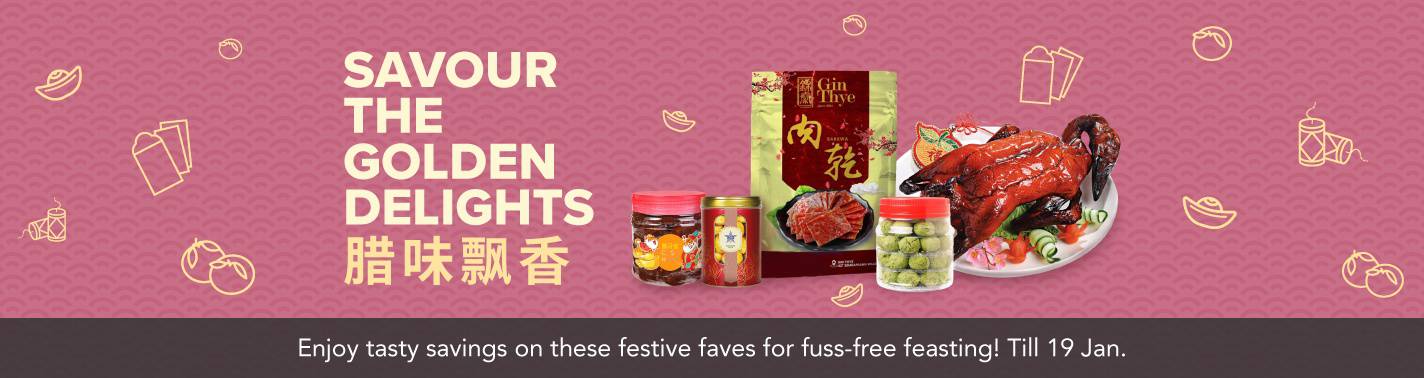 SAVOUR
THE
GOLDEN
DELIGHTS
腊味飘香
Gin
Thye
肉
乾
BAKKWA
Enjoy tasty savings on these festive faves for fuss-free feasting! Till 19 Jan.